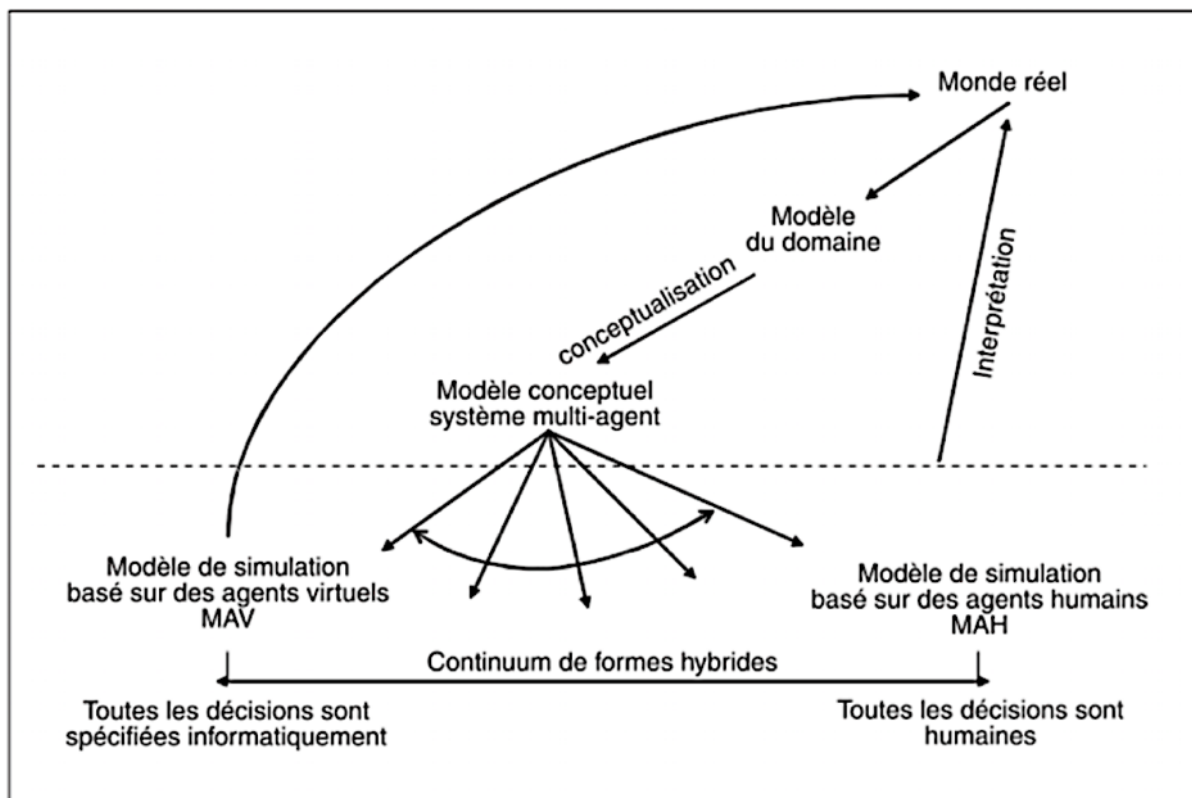 Monde réel
Modèle
du domaine
conceptualisation
Interprétation
Modèle conceptuel
système multi-agent
Modèle de simulation
basé sur des agents virtuels
MAV
Modèle de simulation
basé sur des agents humains
MAH
Continuum de formes hybrides
Toutes les décisions sont
spécifiées informatiquement
Toutes les décisions sont
humaines